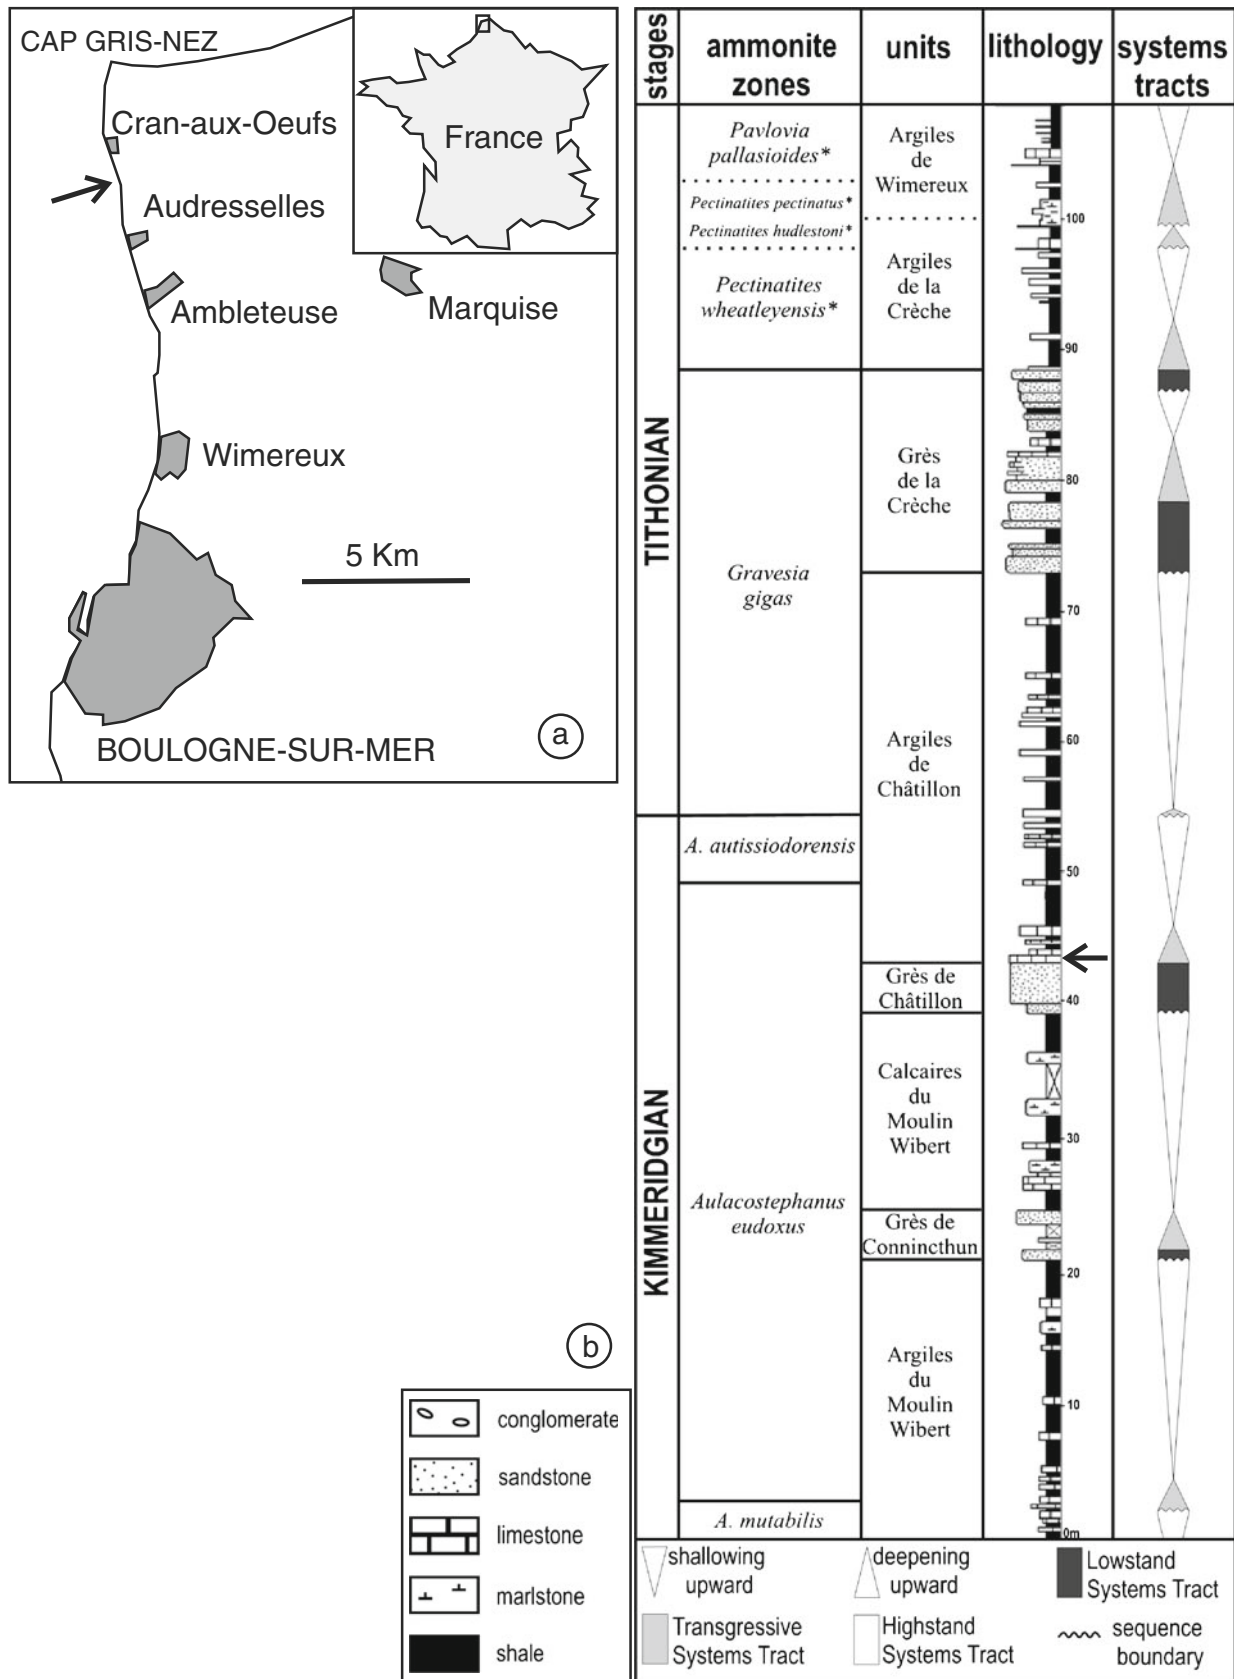 CAP GRIS-NEZ
Cran-aux-Oeufs
Audresselles
Ambleteuse
Marquise
Wimereux
5 Km
BOULOGNE-SUR-MER
France
a
b
conglomerate
sandstone
limestone
marlstone
shale
stages
ammonite
zones
units
lithology
systems
tracts
TITHONIAN
KIMMERIDGIAN
Pavlovia
pallasioides*
Pectinatites pectinatus*
Pectinatites hudlestoni*
Pectinatites
wheatleyensis*
Gravesia
gigas
A. autissiodorensis
Aulacostephanus
eudoxus
A. mutabilis
Argiles
de
Wimereux
Argiles
de la
Crèche
Grès
de la
Crèche
Argiles
de
Châtillon
Grès de
Châtillon
Calcaires
du
Moulin
Wibert
Grès de
Connincthun
Argiles
du
Moulin
Wibert
100
90
80
70
60
50
40
30
20
10
0m
shallowing
upward
deepening
upward
Lowstand
Systems Tract
Transgressive
Systems Tract
Highstand
Systems Tract
sequence
boundary